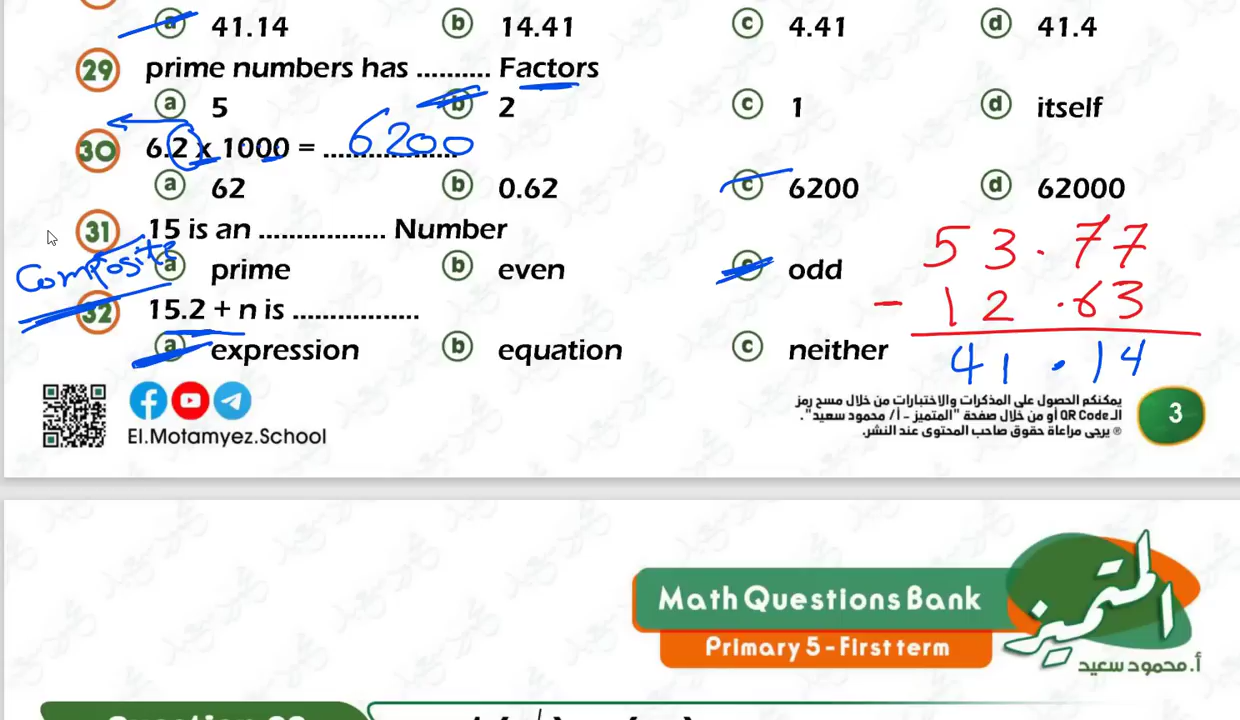 a 41.14 b 14.41 c 4.41 d 41.4
29 prime numbers has .......... Factors
a 5 b 2 c 1 d itself
30 6.2 x 1000 = .................. 6200
a 62 b 0.62 c 6200 d 62000
31 15 is an ................. Number
Composite
a prime b even c odd
32 15.2 + n is .................
a expression b equation c neither
53.77
- 12.63
41.14
El.Motamyez.School
يمكنكم الحصول على المذكرات والاختبارات من خلال مسح رمز
الـ QR Code أو من خلال صفحة "المتميز - أ/ محمود سعيد".
® يرجى مراعاة حقوق صاحب المحتوى عند النشر.
3
Math Questions Bank
Primary 5 - First term
المتميز
أ. محمود سعيد